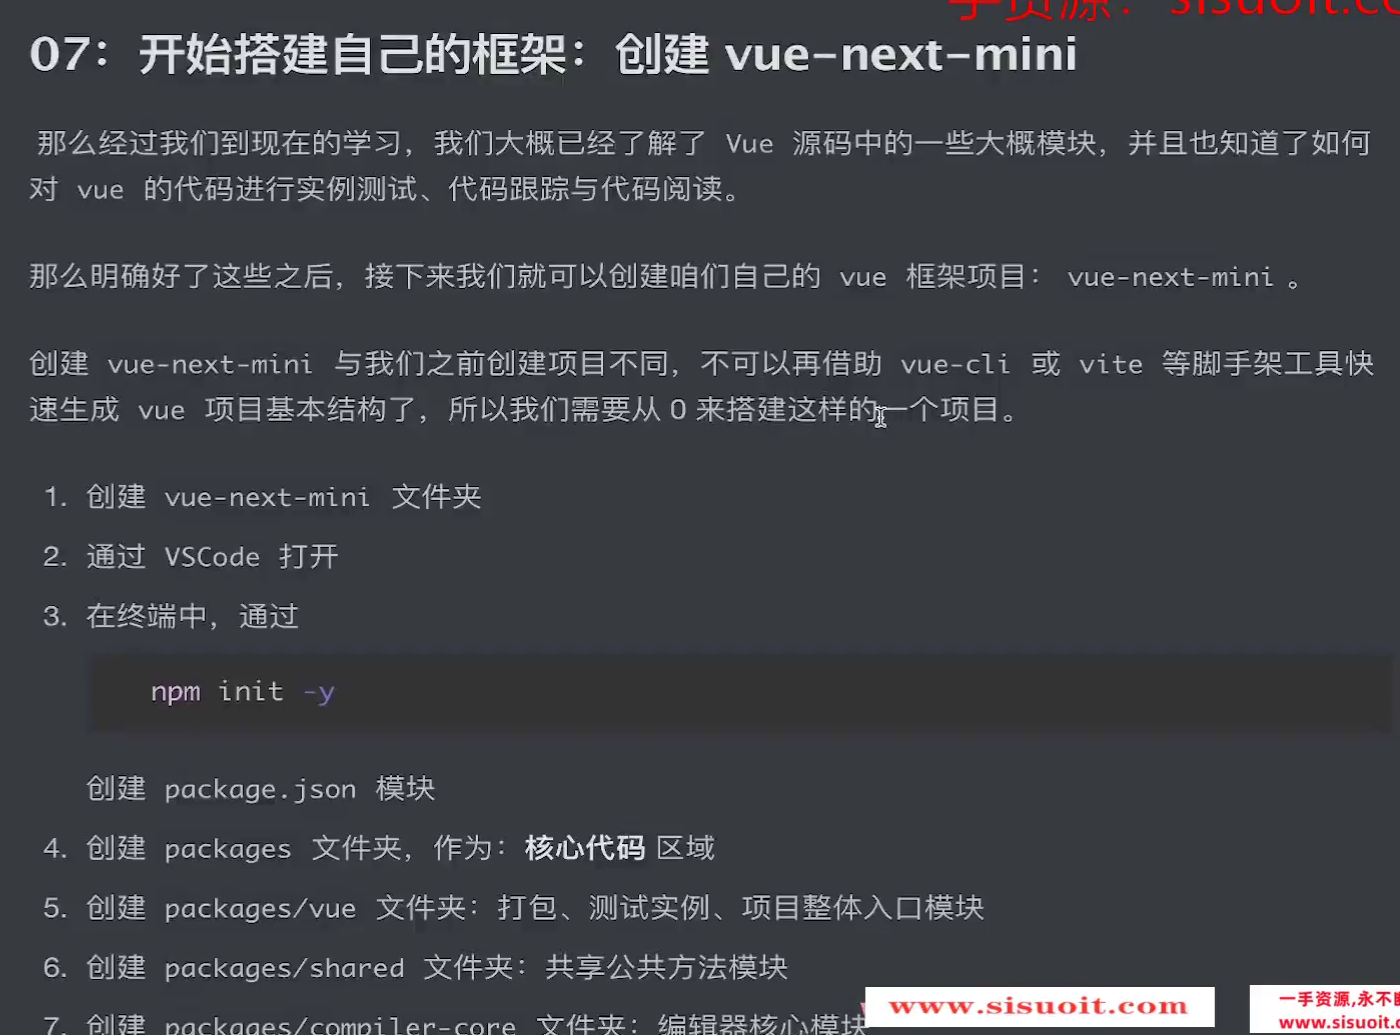 手资源：sisuoit.co
07：开始搭建自己的框架：创建 vue-next-mini
那么经过我们到现在的学习，我们大概已经了解了 Vue 源码中的一些大概模块，并且也知道了如何
对 vue 的代码进行实例测试、代码跟踪与代码阅读。
那么明确好了这些之后，接下来我们就可以创建咱们自己的 vue 框架项目： vue-next-mini 。
创建 vue-next-mini 与我们之前创建项目不同，不可以再借助 vue-cli 或 vite 等脚手架工具快
速生成 vue 项目基本结构了，所以我们需要从 0 来搭建这样的一个项目。
1. 创建 vue-next-mini 文件夹
2. 通过 VSCode 打开
3. 在终端中，通过
npm init -y
创建 package.json 模块
4. 创建 packages 文件夹，作为：核心代码 区域
5. 创建 packages/vue 文件夹：打包、测试实例、项目整体入口模块
6. 创建 packages/shared 文件夹：共享公共方法模块
7. 创建 packages/compiler-core 文件夹：编辑器核心模块
www.sisuoit.com
一手资源,永不
www.sisuoit.c